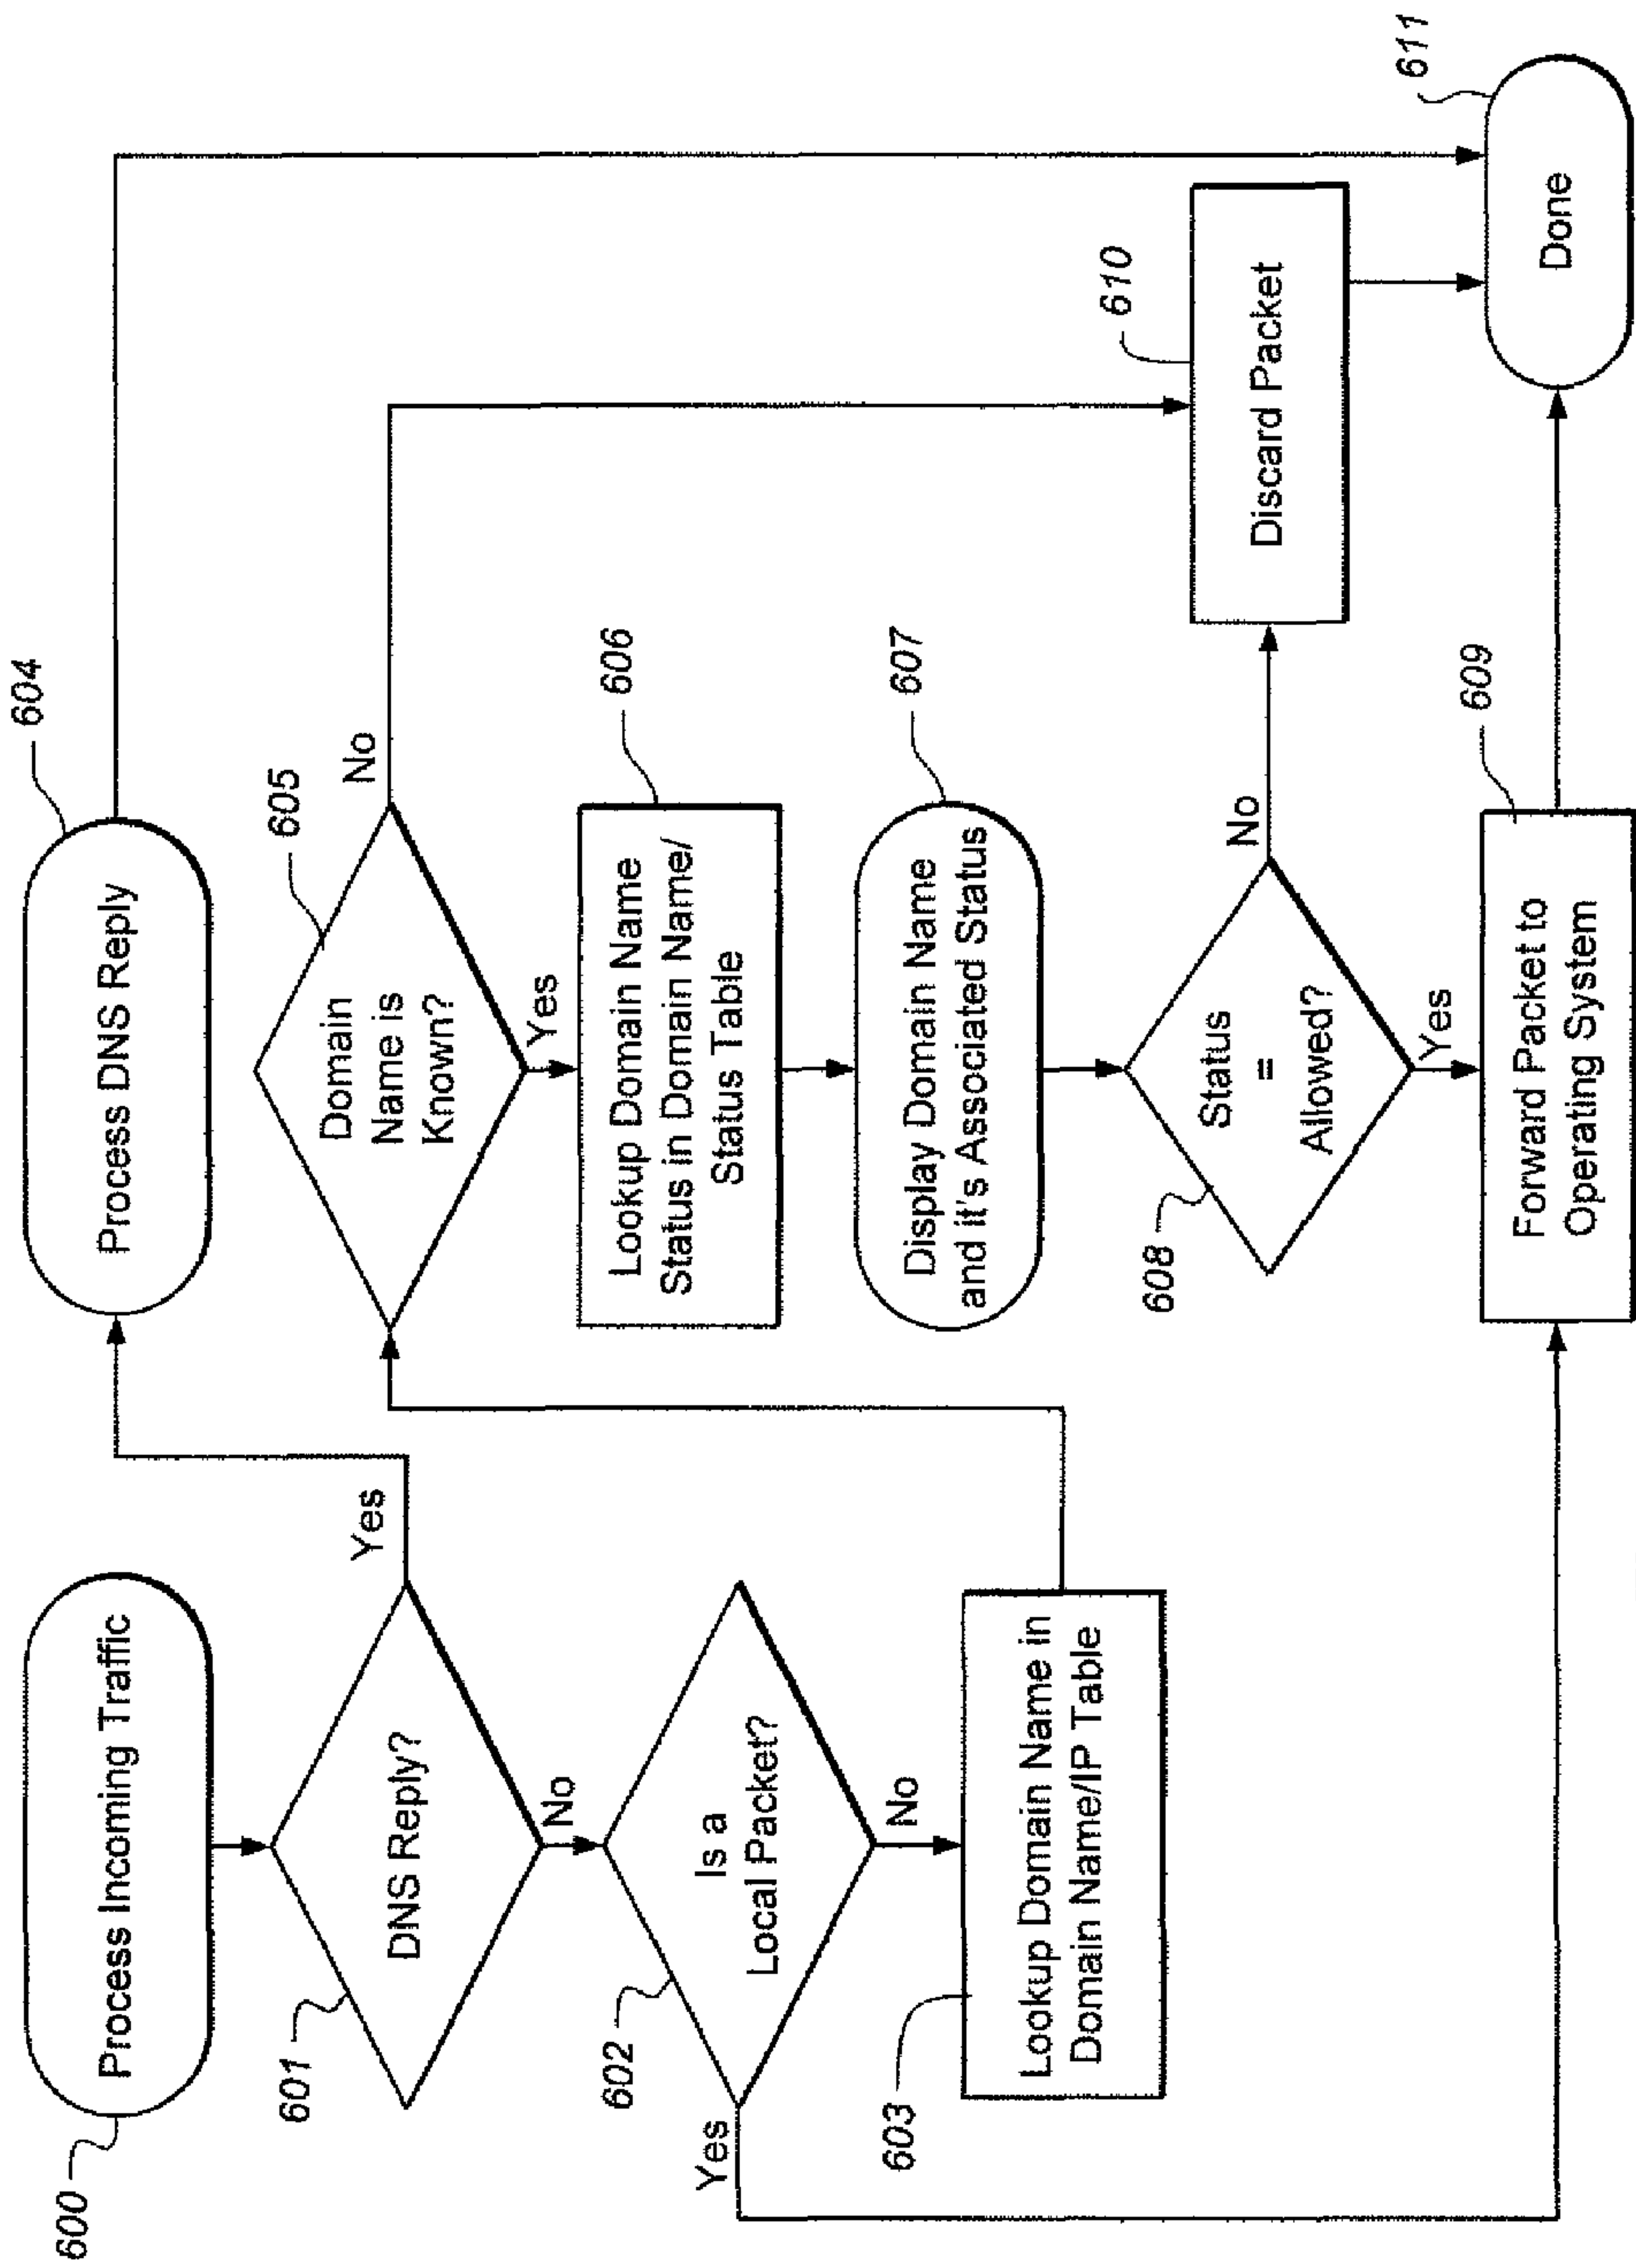 600
Process Incoming Traffic
601
DNS Reply?
Yes
No
602
Is a
Local Packet?
Yes
No
603
Lookup Domain Name in
Domain Name/IP Table
604
Process DNS Reply
605
Domain
Name is
Known?
No
Yes
606
Lookup Domain Name
Status in Domain Name/
Status Table
607
Display Domain Name
and it's Associated Status
608
Status
=
Allowed?
No
Yes
609
Forward Packet to
Operating System
610
Discard Packet
611
Done